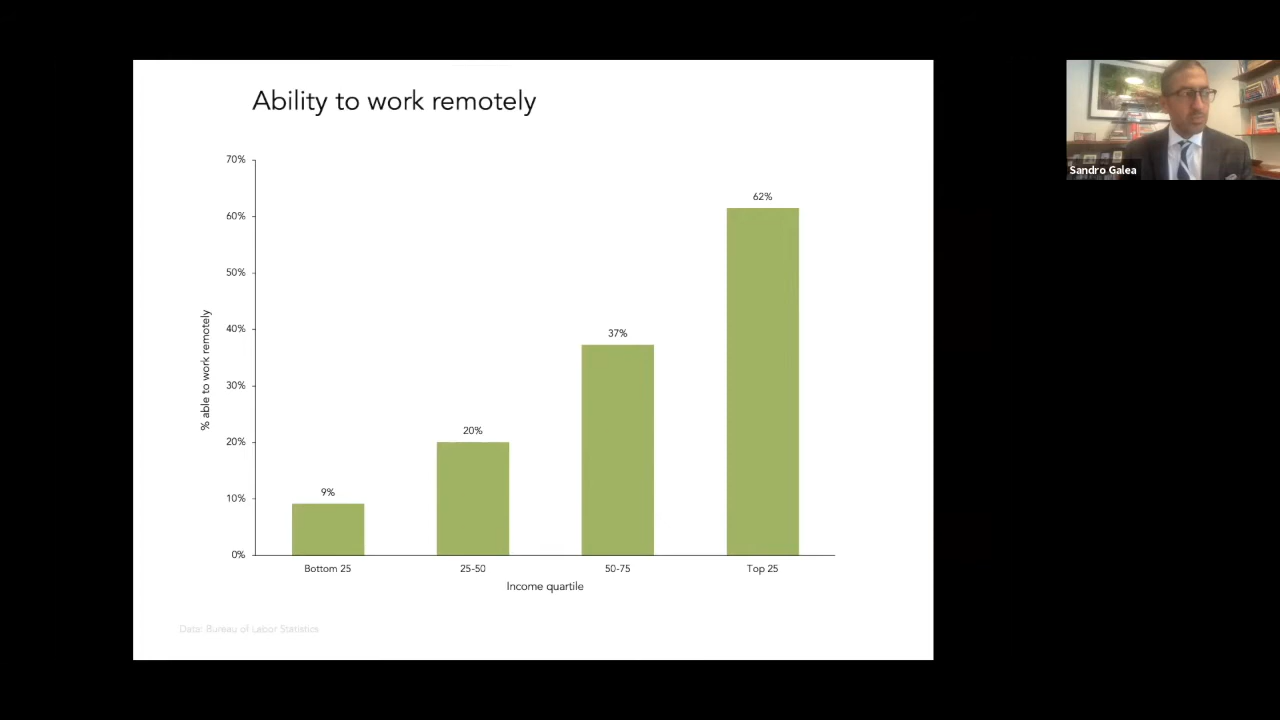 Ability to work remotely
70%
60%
50%
40%
30%
20%
10%
0%
% able to work remotely
9%
20%
37%
62%
Bottom 25
25-50
50-75
Top 25
Income quartile
Data: Bureau of Labor Statistics
Sandro Galea